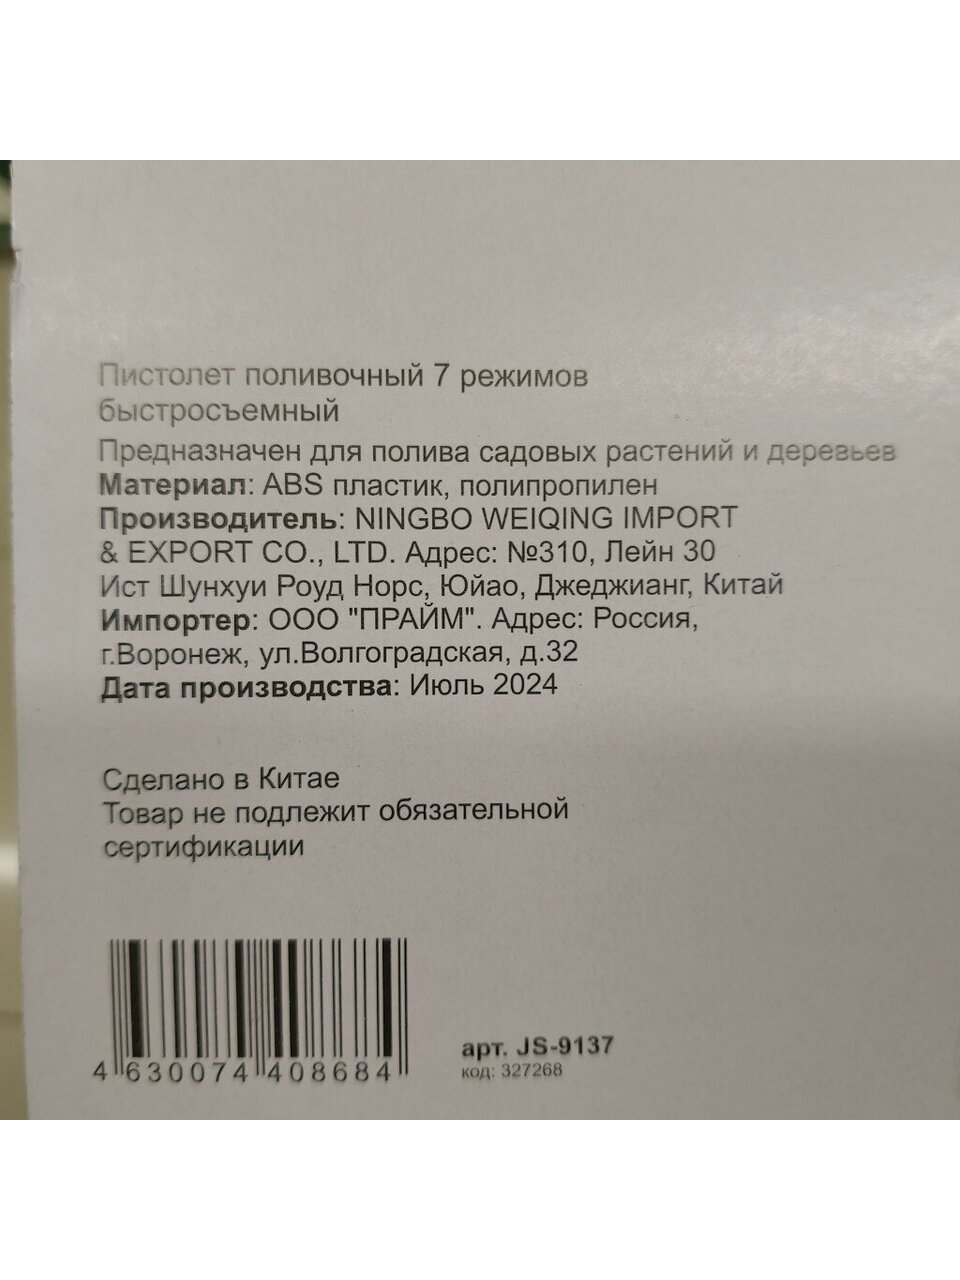 Пистолет поливочный 7 режимов
быстросъемный
Предназначен для полива садовых растений и деревьев
Материал: ABS пластик, полипропилен
Производитель: NINGBO WEIQING IMPORT
& EXPORT CO., LTD. Адрес: №310, Лейн 30
Ист Шунхуи Роуд Норс, Юйао, Джеджианг, Китай
Импортер: ООО "ПРАЙМ". Адрес: Россия,
г.Воронеж, ул.Волгоградская, д.32
Дата производства: Июль 2024
Сделано в Китае
Товар не подлежит обязательной
сертификации
4 630074 408684
арт. JS-9137
код: 327268